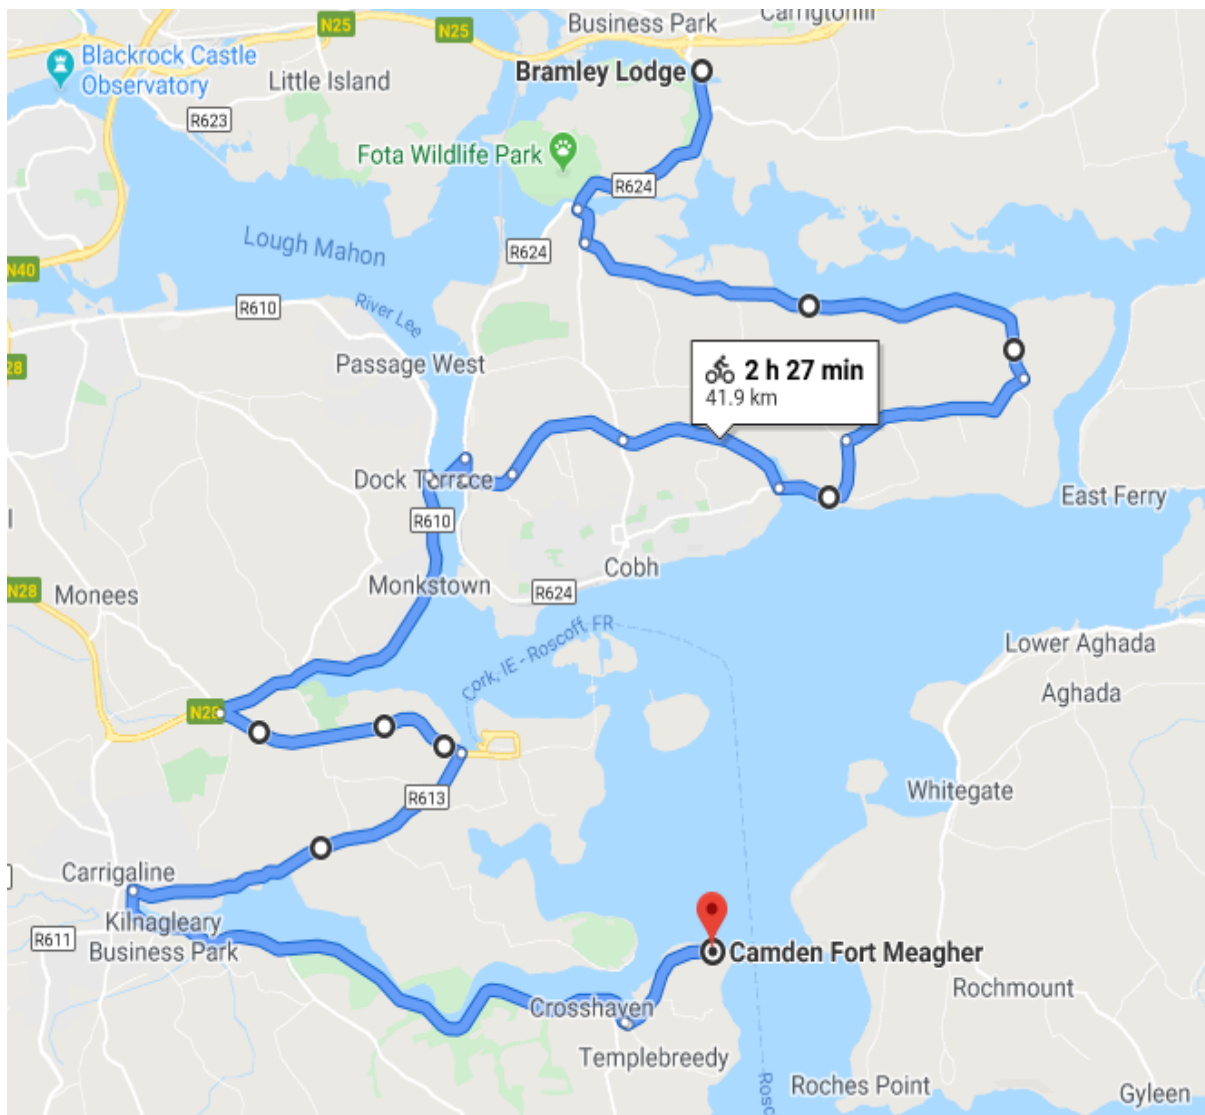 N25
N25
Business Park
Carrigtohill
Blackrock Castle
Observatory
Little Island
Bramley Lodge
R623
Fota Wildlife Park
R624
Lough Mahon
R624
N40
R610
River Lee
Passage West
28
2 h 27 min
41.9 km
Dock Terrace
R610
East Ferry
Cobh
Monkstown
R624
N28
Monees
Cork, IE - Roscoff, FR
Lower Aghada
Aghada
N28
R613
Whitegate
Carrigaline
Kilnagleary
Business Park
R611
Camden Fort Meagher
Rochmount
Crosshaven
Templebreedy
Rosc
Roches Point
Gyleen